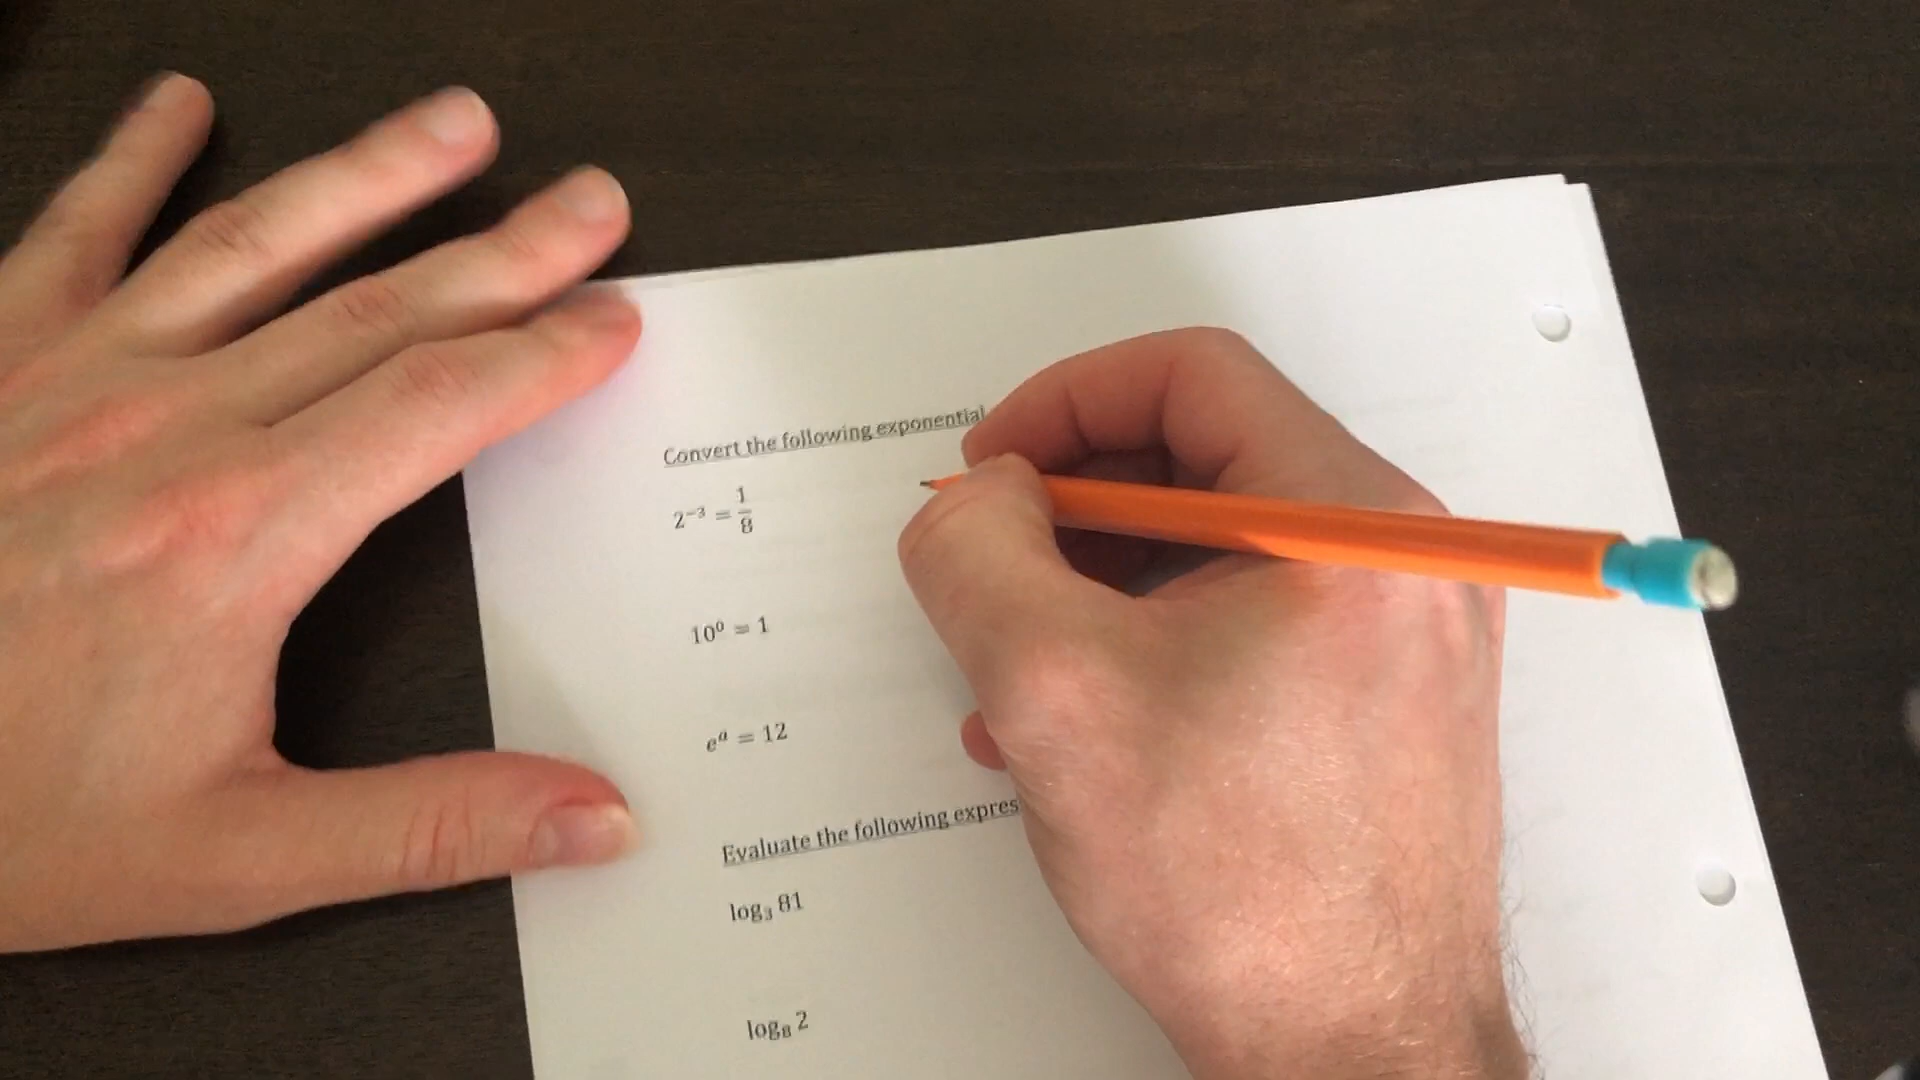 Convert the following exponential
2⁻³ = 1/8
10⁰ = 1
eᵃ = 12
Evaluate the following expres
log₃ 81
log₈ 2